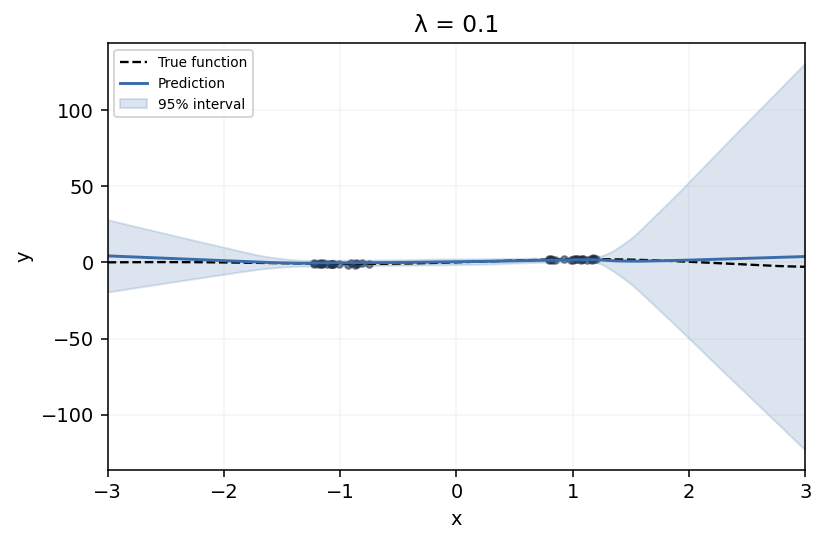 λ = 0.1
True function
Prediction
95% interval
y
100
50
0
−50
−100
−3
−2
−1
0
1
2
3
x